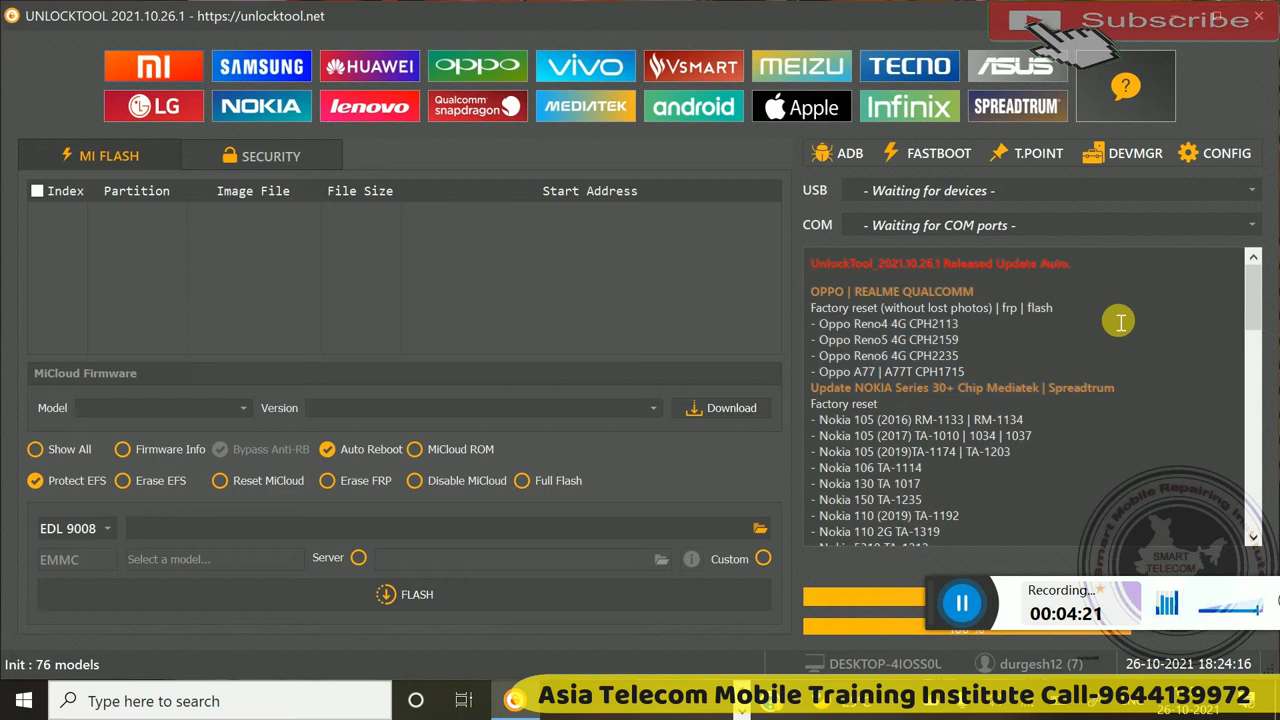 UNLOCKTOOL 2021.10.26.1 - https://unlocktool.net
Subscribe
MI
SAMSUNG
HUAWEI
OPPO
vivo
VSMART
MEIZU
TECNO
ASUS
?
LG
NOKIA
lenovo
Qualcomm snapdragon
MEDIATEK
android
Apple
Infinix
SPREADTRUM
MI FLASH
SECURITY
ADB
FASTBOOT
T.POINT
DEVMGR
CONFIG
Index Partition Image File File Size Start Address
USB - Waiting for devices -
COM - Waiting for COM ports -
UnlockTool_2021.10.26.1 Released Update Auto.
OPPO | REALME QUALCOMM
Factory reset (without lost photos) | frp | flash
- Oppo Reno4 4G CPH2113
- Oppo Reno5 4G CPH2159
- Oppo Reno6 4G CPH2235
- Oppo A77 | A77T CPH1715
Update NOKIA Series 30+ Chip Mediatek | Spreadtrum
Factory reset
- Nokia 105 (2016) RM-1133 | RM-1134
- Nokia 105 (2017) TA-1010 | 1034 | 1037
- Nokia 105 (2019)TA-1174 | TA-1203
- Nokia 106 TA-1114
- Nokia 130 TA 1017
- Nokia 150 TA-1235
- Nokia 110 (2019) TA-1192
- Nokia 110 2G TA-1319
MiCloud Firmware
Model Version Download
Show All Firmware Info Bypass Anti-RB Auto Reboot MiCloud ROM
Protect EFS Erase EFS Reset MiCloud Erase FRP Disable MiCloud Full Flash
EDL 9008
EMMC Select a model... Server Custom
FLASH
Smart Mobile Repairing
SMART
TELECOM
Recording...
00:04:21
Init : 76 models
DESKTOP-4IOSS0L
durgesh12 (7)
26-10-2021 18:24:16
Type here to search
Asia Telecom Mobile Training Institute Call-9644139972